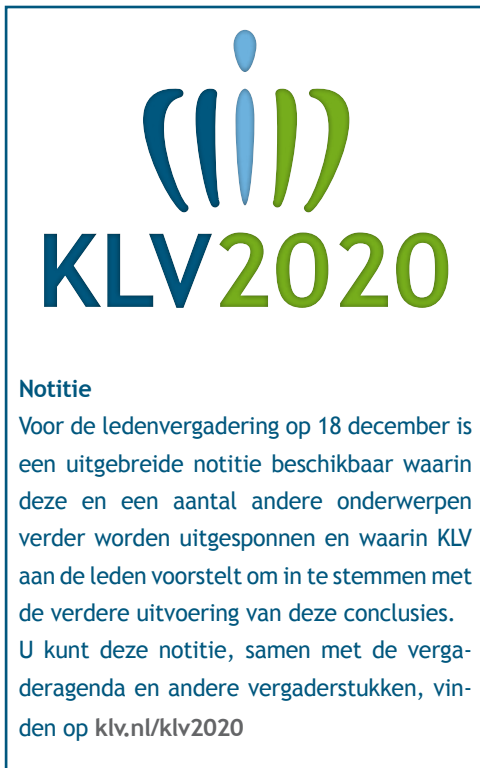 KLV2020
Notitie
Voor de ledenvergadering op 18 december is
een uitgebreide notitie beschikbaar waarin
deze en een aantal andere onderwerpen
verder worden uitgesponnen en waarin KLV
aan de leden voorstelt om in te stemmen met
de verdere uitvoering van deze conclusies.
U kunt deze notitie, samen met de verga-
deragenda en andere vergaderstukken, vin-
den op klv.nl/klv2020